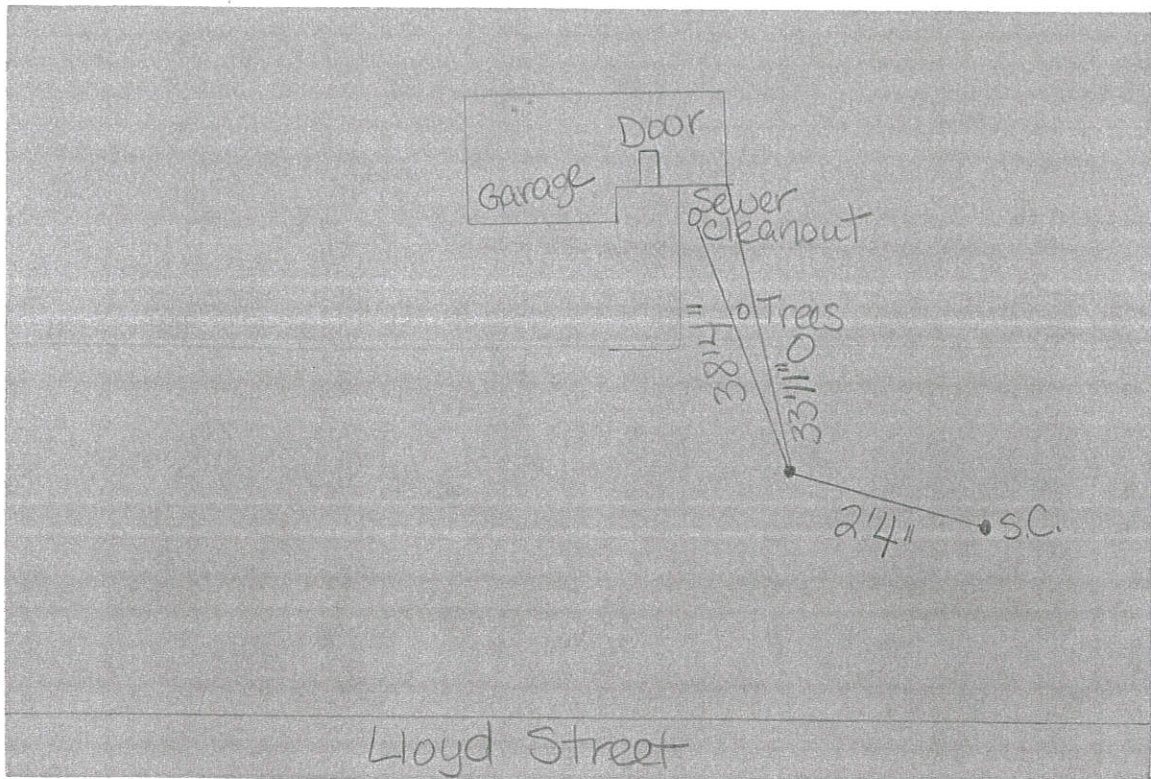 Door
Garage
Sewer
cleanout
Trees
38'4"
33'10"
2'4"
S.C.
Lloyd Street